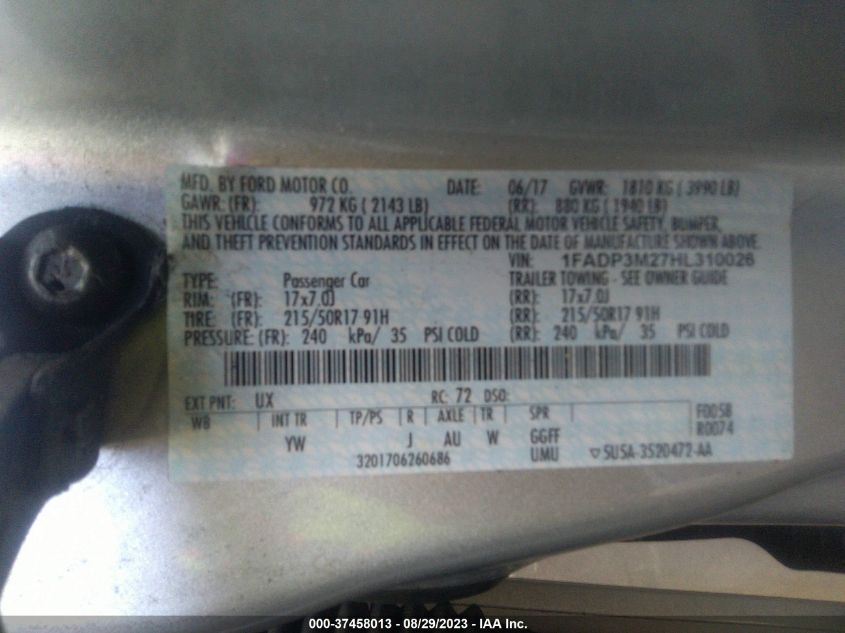 MFD. BY FORD MOTOR CO. DATE: 06/17 GVWR: 1810 KG ( 3990 LB)
GAWR: (FR): 972 KG ( 2143 LB) (RR): 880 KG ( 1940 LB)
THIS VEHICLE CONFORMS TO ALL APPLICABLE FEDERAL MOTOR VEHICLE SAFETY, BUMPER,
AND THEFT PREVENTION STANDARDS IN EFFECT ON THE DATE OF MANUFACTURE SHOWN ABOVE.
VIN: 1FADP3M27HL310026
TYPE: Passenger Car TRAILER TOWING - SEE OWNER GUIDE
RIM: (FR): 17x7.0J (RR): 17x7.0J
TIRE: (FR): 215/50R17 91H (RR): 215/50R17 91H
PRESSURE: (FR): 240 kPa/ 35 PSI COLD (RR): 240 kPa/ 35 PSI COLD
EXT PNT: UX RC: 72 DSO:
WB INT TR TP/PS R AXLE TR SPR F0058
R0074
YW J AU W GGFF
3201706260686 UMU ▽5U5A-3520472-AA
000-37458013 - 08/29/2023 - IAA Inc.